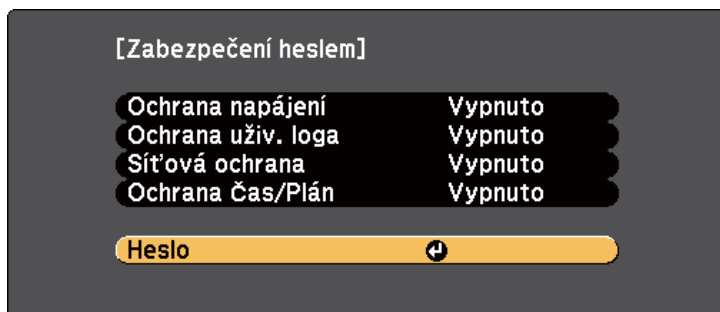 [Zabezpečení heslem]
Ochrana napájení Vypnuto
Ochrana uživ. loga Vypnuto
Síťová ochrana Vypnuto
Ochrana Čas/Plán Vypnuto
Heslo